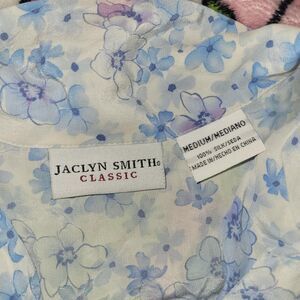 JACLYN SMITH®
CLASSIC
MEDIUM/MEDIANO
100% SILK/SEDA
MADE IN/HECHO EN CHINA